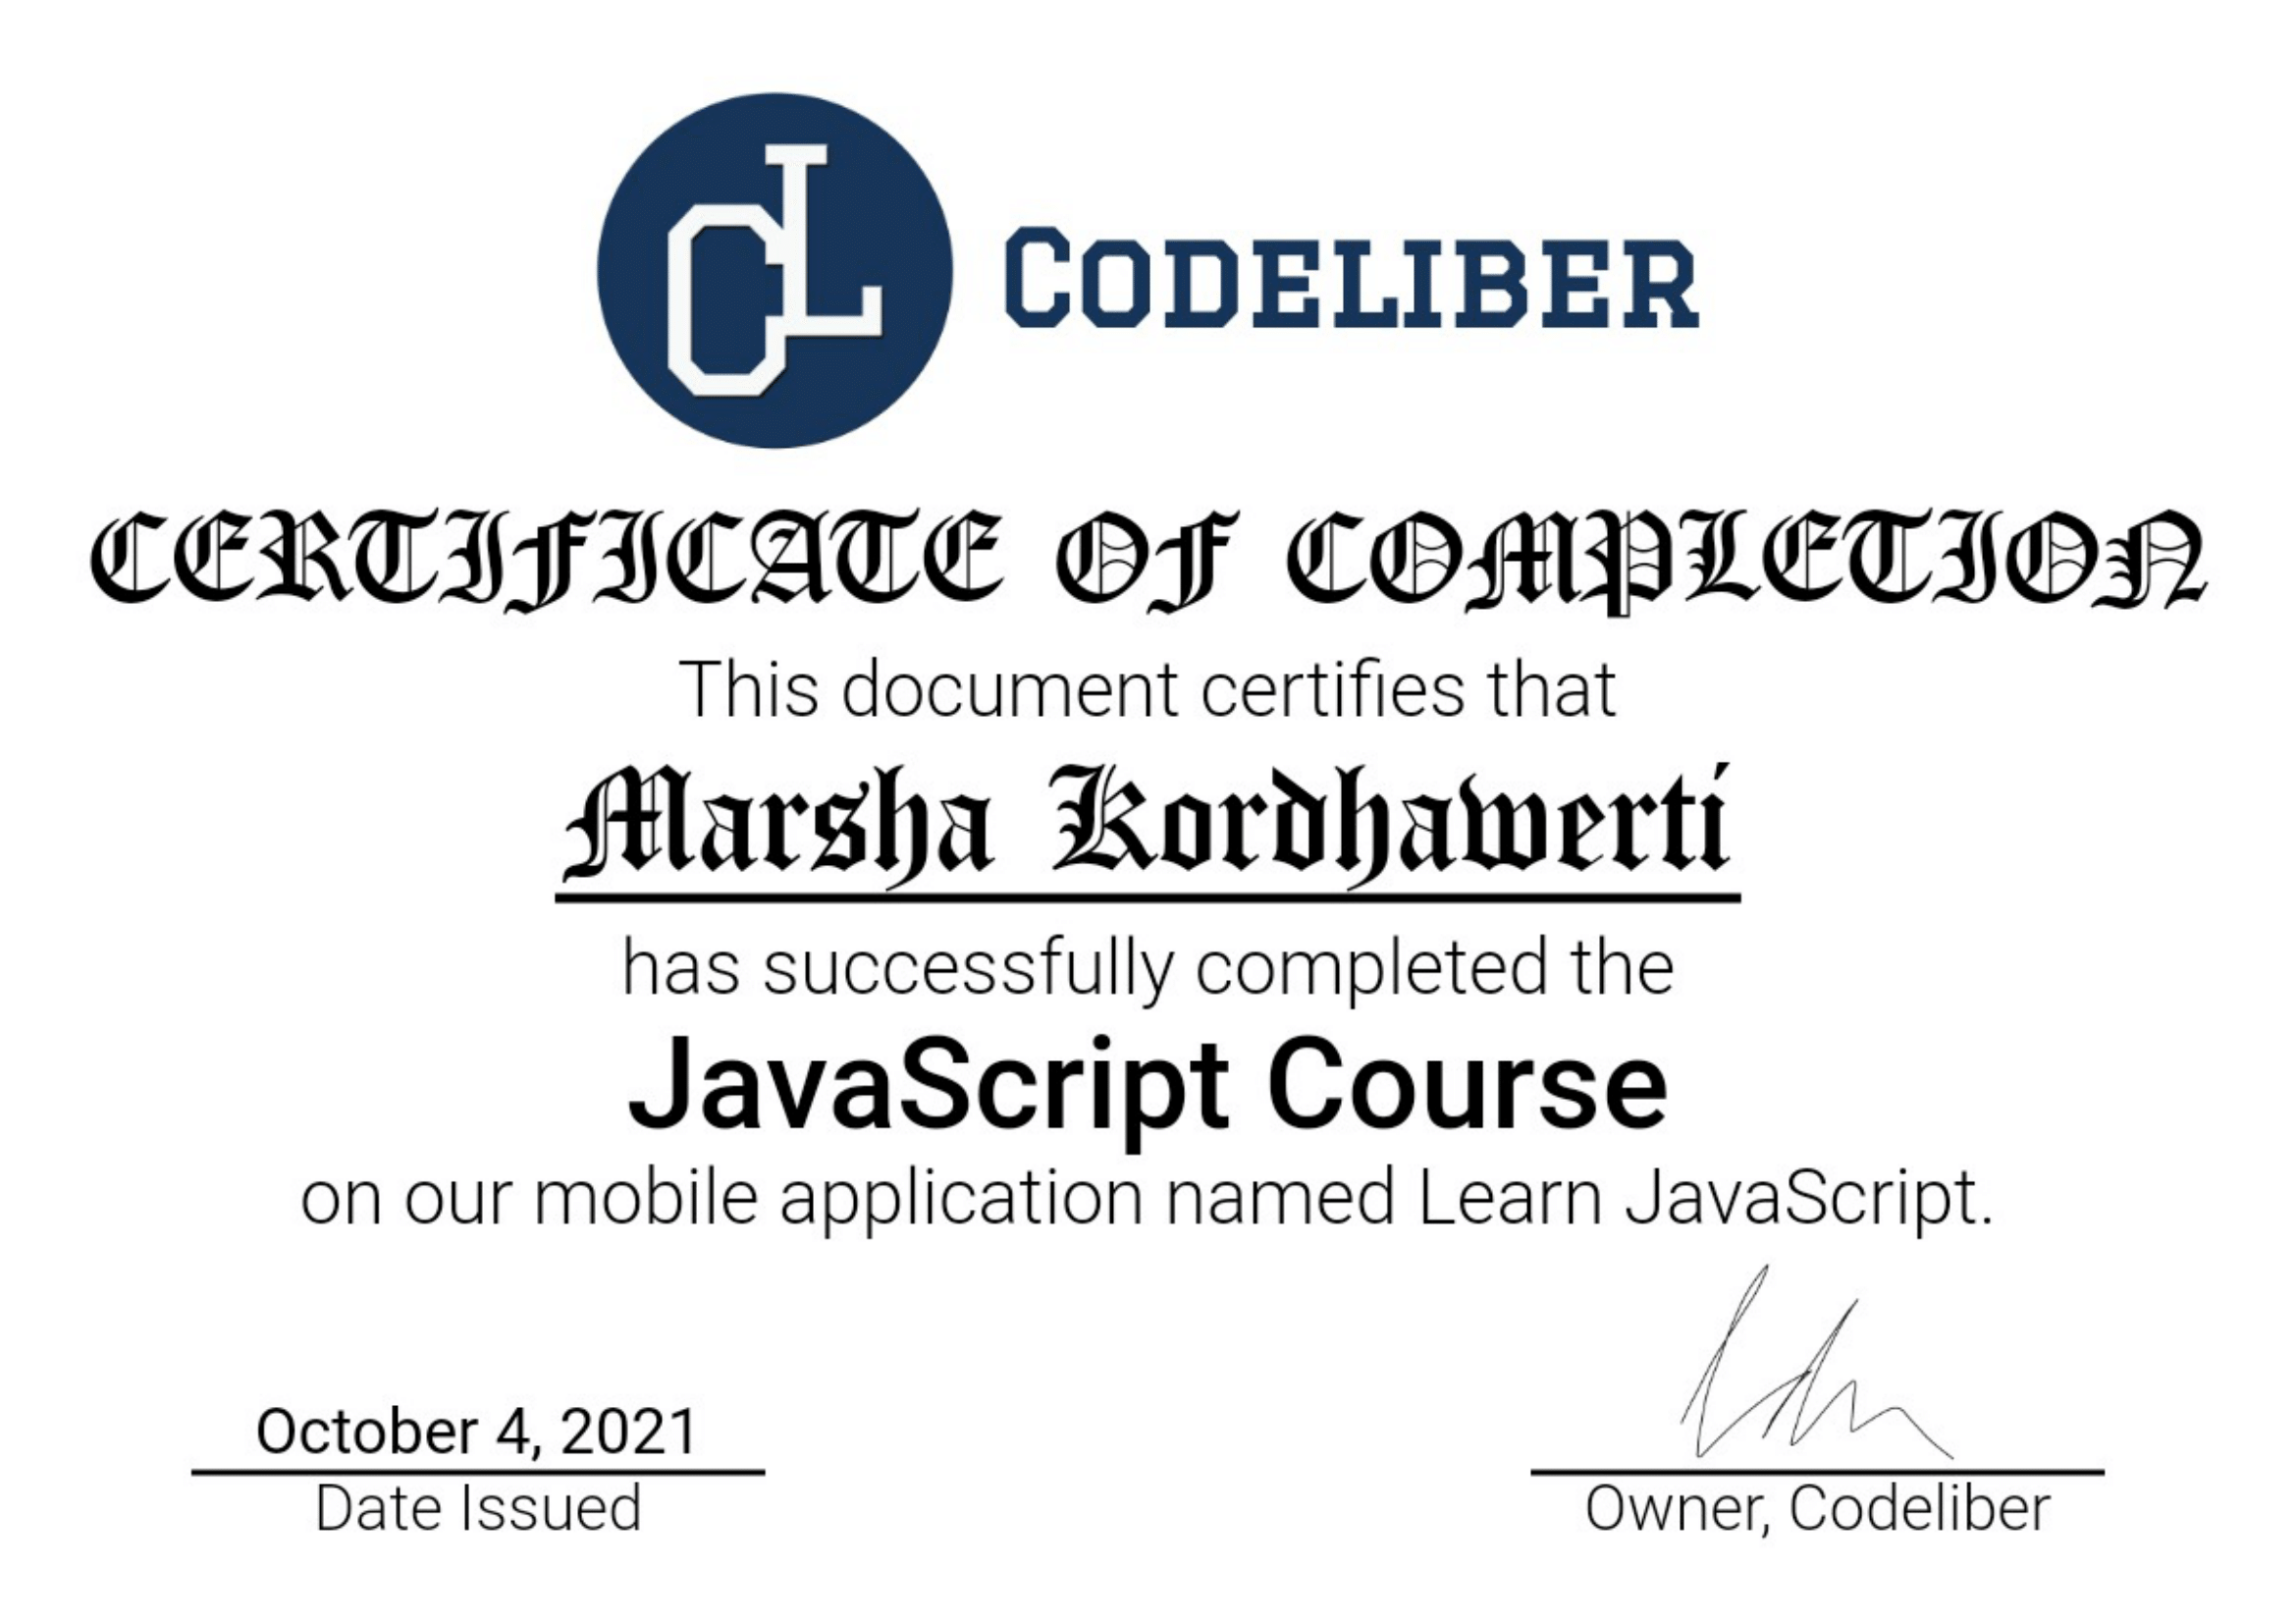 CL
CODELIBER
CERTIFICATE OF COMPLETION
This document certifies that
Marsha Kordhawerti
has successfully completed the
JavaScript Course
on our mobile application named Learn JavaScript.
October 4, 2021
Date Issued
Owner, Codeliber